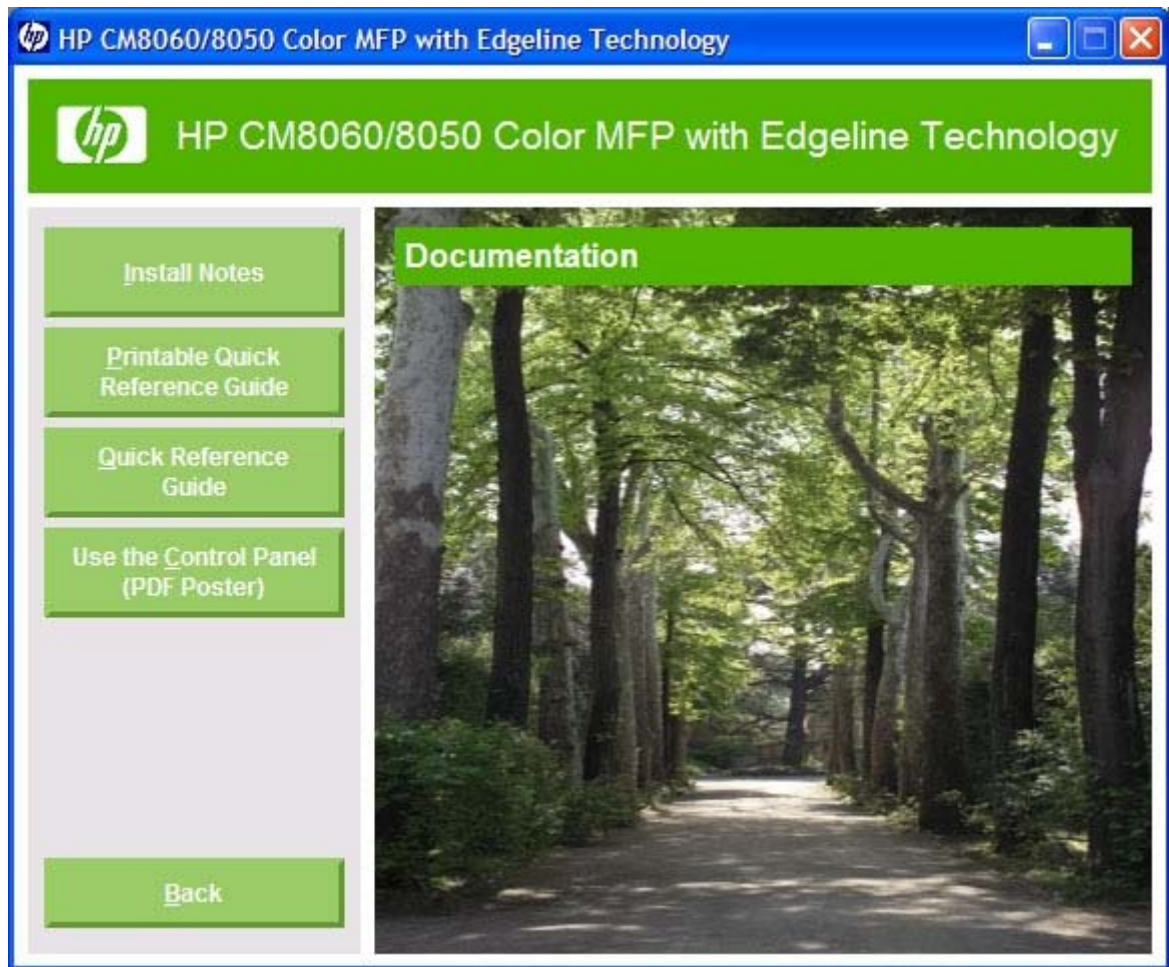 HP CM8060/8050 Color MFP with Edgeline Technology
hp HP CM8060/8050 Color MFP with Edgeline Technology
Install Notes
Printable Quick
Reference Guide
Quick Reference
Guide
Use the Control Panel
(PDF Poster)
Back
Documentation